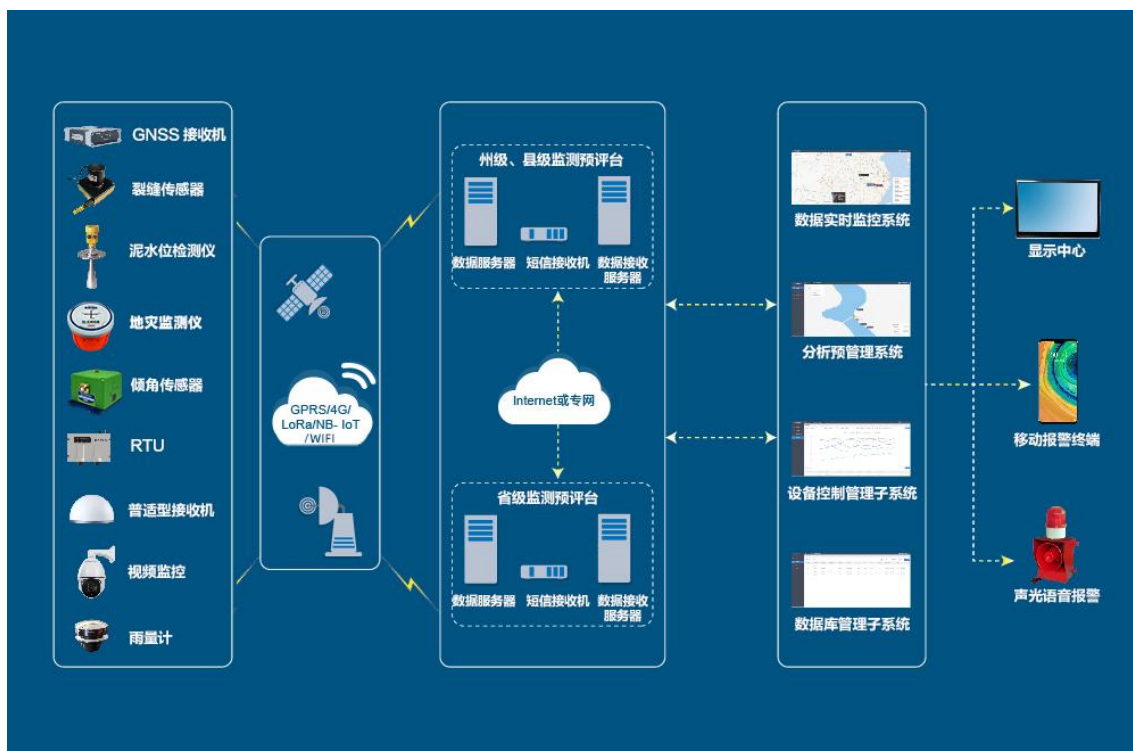 GNSS 接收机
裂缝传感器
泥水位检测仪
地灾监测仪
倾角传感器
RTU
普适型接收机
视频监控
雨量计
GPRS/4G/
LoRa/NB- IoT
/WIFI
州级、县级监测预评台
数据服务器
短信接收机
数据接收
服务器
Internet或专网
省级监测预评台
数据服务器
短信接收机
数据接收
服务器
数据实时监控系统
分析预管理系统
设备控制管理子系统
数据库管理子系统
显示中心
移动报警终端
声光语音报警